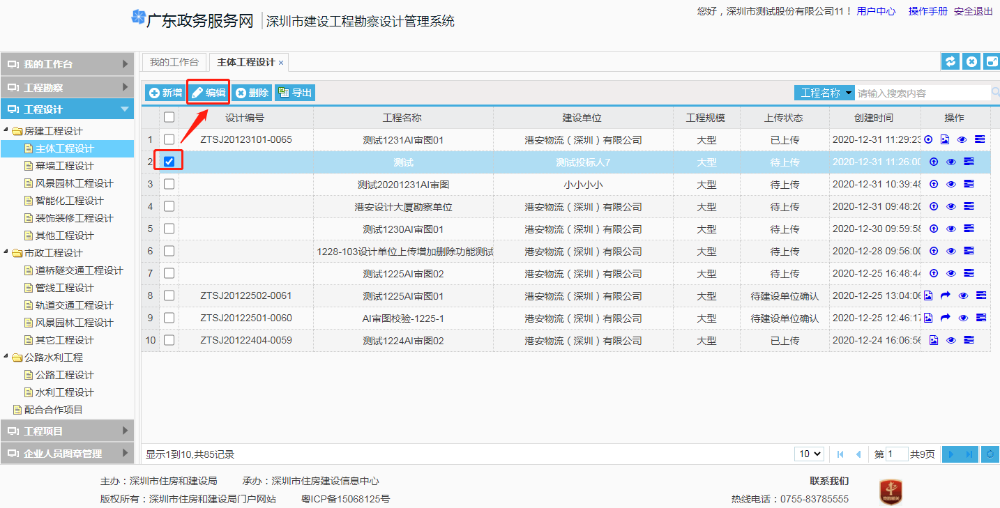 您好，深圳市测试股份有限公司11！ 用户中心 操作手册 安全退出
广东政务服务网 深圳市建设工程勘察设计管理系统
我的工作台
工程勘察
工程设计
房建工程设计
主体工程设计
幕墙工程设计
风景园林工程设计
智能化工程设计
装饰装修工程设计
其他工程设计
市政工程设计
道桥隧交通工程设计
管线工程设计
轨道交通工程设计
风景园林工程设计
其它工程设计
公路水利工程
公路工程设计
水利工程设计
配合合作项目
工程项目
企业人员图章管理
我的工作台 主体工程设计 ×
新增 编辑 删除 导出 工程名称 请输入搜索内容
设计编号 工程名称 建设单位 工程规模 上传状态 创建时间 操作
1 ZTSJ20123101-0065 测试1231AI审图01 港安物流（深圳）有限公司 大型 已上传 2020-12-31 11:29:23
2 测试 测试投标人7 大型 待上传 2020-12-31 11:26:00
3 测试20201231AI审图 小小小小 大型 待上传 2020-12-31 10:39:48
4 港安设计大厦勘察单位 港安物流（深圳）有限公司 大型 待上传 2020-12-31 09:48:20
5 测试1230AI审图01 港安物流（深圳）有限公司 大型 待上传 2020-12-30 09:59:58
6 1228-103设计单位上传增加删除功能测试 港安物流（深圳）有限公司 大型 待上传 2020-12-28 09:56:00
7 测试1225AI审图02 港安物流（深圳）有限公司 大型 待上传 2020-12-25 16:48:44
8 ZTSJ20122502-0061 测试1225AI审图01 港安物流（深圳）有限公司 大型 待建设单位确认 2020-12-25 13:04:06
9 ZTSJ20122501-0060 AI审图校验-1225-1 港安物流（深圳）有限公司 大型 待建设单位确认 2020-12-25 12:46:17
10 ZTSJ20122404-0059 测试1224AI审图02 港安物流（深圳）有限公司 大型 已上传 2020-12-24 16:06:56
显示1到10,共85记录 10 第 1 共9页
主办：深圳市住房和建设局 承办：深圳市住房建设信息中心 联系我们
版权所有：深圳市住房和建设局门户网站 粤ICP备15068125号 热线电话：0755-83785555
党政机关